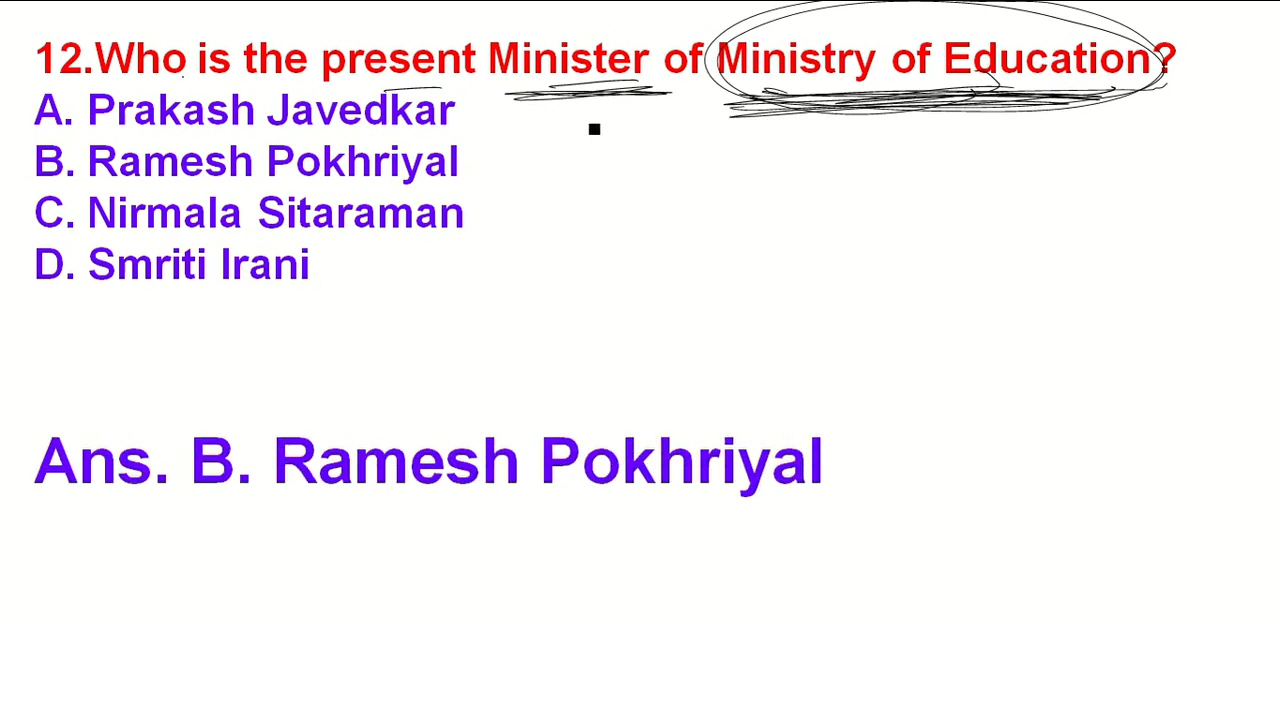 12.Who is the present Minister of Ministry of Education?
A. Prakash Javedkar
B. Ramesh Pokhriyal
C. Nirmala Sitaraman
D. Smriti Irani
Ans. B. Ramesh Pokhriyal